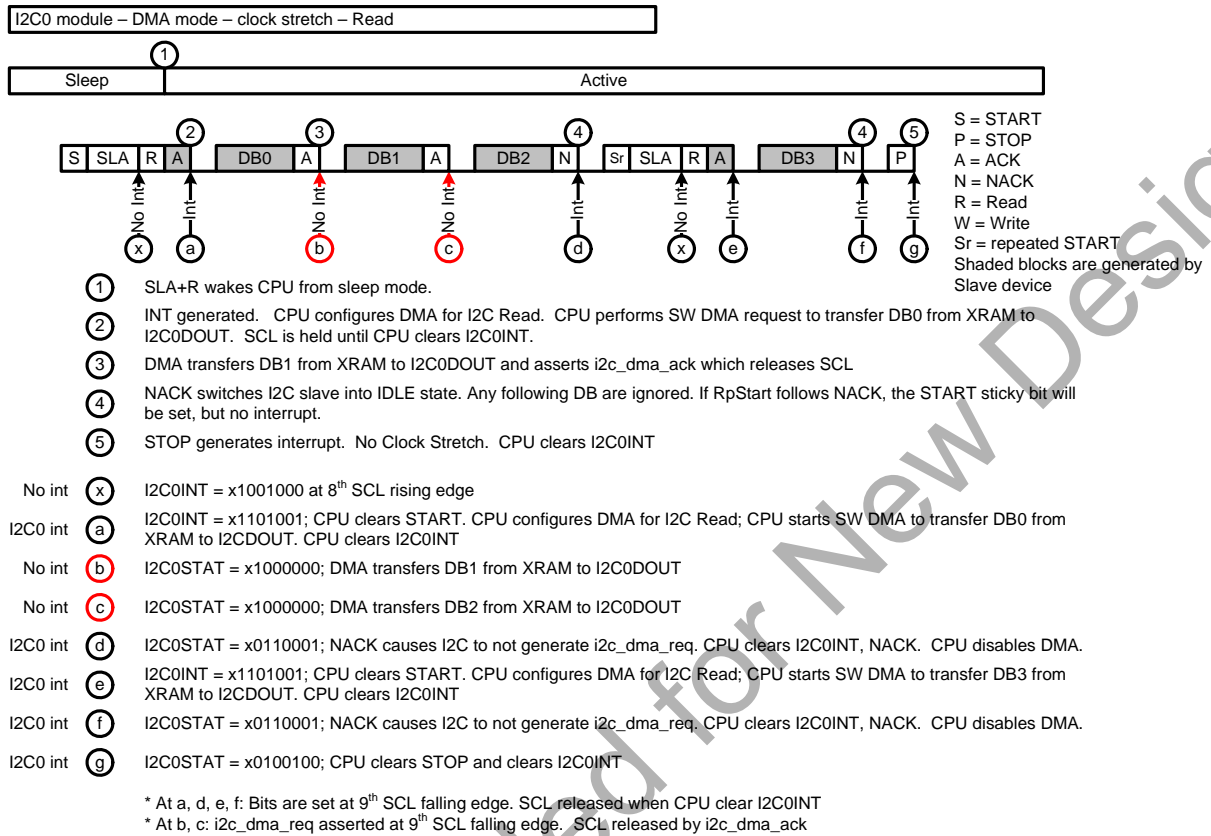 I2C0 module – DMA mode – clock stretch – Read
1
Sleep
Active
2
3
4
4
5
S
SLA
R
A
DB0
A
DB1
A
DB2
N
Sr
SLA
R
A
DB3
N
P
S = START
P = STOP
A = ACK
N = NACK
R = Read
W = Write
Sr = repeated START
Shaded blocks are generated by
Slave device
No Int
Int
No Int
No Int
Int
No Int
Int
Int
Int
x
a
b
c
d
x
e
f
g
1 SLA+R wakes CPU from sleep mode.
2 INT generated. CPU configures DMA for I2C Read. CPU performs SW DMA request to transfer DB0 from XRAM to
I2C0DOUT. SCL is held until CPU clears I2C0INT.
3 DMA transfers DB1 from XRAM to I2C0DOUT and asserts i2c_dma_ack which releases SCL
4 NACK switches I2C slave into IDLE state. Any following DB are ignored. If RpStart follows NACK, the START sticky bit will
be set, but no interrupt.
5 STOP generates interrupt. No Clock Stretch. CPU clears I2C0INT
No int x I2C0INT = x1001000 at 8th SCL rising edge
I2C0 int a I2C0INT = x1101001; CPU clears START. CPU configures DMA for I2C Read; CPU starts SW DMA to transfer DB0 from
XRAM to I2CDOUT. CPU clears I2C0INT
No int b I2C0STAT = x1000000; DMA transfers DB1 from XRAM to I2C0DOUT
No int c I2C0STAT = x1000000; DMA transfers DB2 from XRAM to I2C0DOUT
I2C0 int d I2C0STAT = x0110001; NACK causes I2C to not generate i2c_dma_req. CPU clears I2C0INT, NACK. CPU disables DMA.
I2C0 int e I2C0INT = x1101001; CPU clears START. CPU configures DMA for I2C Read; CPU starts SW DMA to transfer DB3 from
XRAM to I2CDOUT. CPU clears I2C0INT
I2C0 int f I2C0STAT = x0110001; NACK causes I2C to not generate i2c_dma_req. CPU clears I2C0INT, NACK. CPU disables DMA.
I2C0 int g I2C0STAT = x0100100; CPU clears STOP and clears I2C0INT
* At a, d, e, f: Bits are set at 9th SCL falling edge. SCL released when CPU clear I2C0INT
* At b, c: i2c_dma_req asserted at 9th SCL falling edge. SCL released by i2c_dma_ack
for New